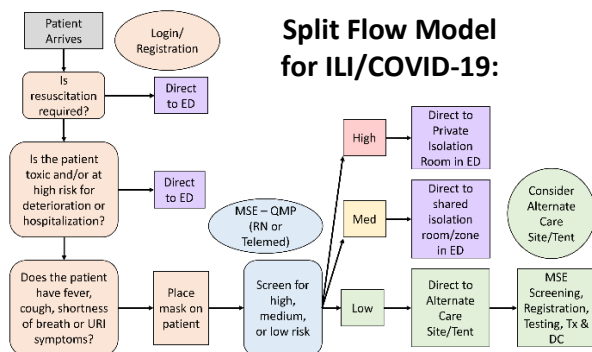 Split Flow Model
for ILI/COVID-19:
Patient
Arrives
Login/
Registration
Is
resuscitation
required?
Direct
to ED
Is the patient
toxic and/or at
high risk for
deterioration or
hospitalization?
Direct
to ED
Does the patient
have fever,
cough, shortness
of breath or URI
symptoms?
Place
mask on
patient
MSE – QMP
(RN or
Telemed)
Screen for
high,
medium,
or low risk
High
Direct to
Private
Isolation
Room in ED
Med
Direct to
shared
isolation
room/zone
in ED
Low
Direct to
Alternate
Care
Site/Tent
Consider
Alternate
Care
Site/Tent
MSE
Screening,
Registration,
Testing, Tx &
DC